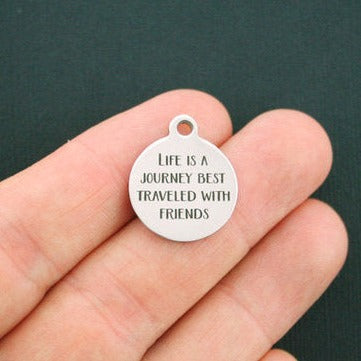 LIFE IS A
JOURNEY BEST
TRAVELED WITH
FRIENDS